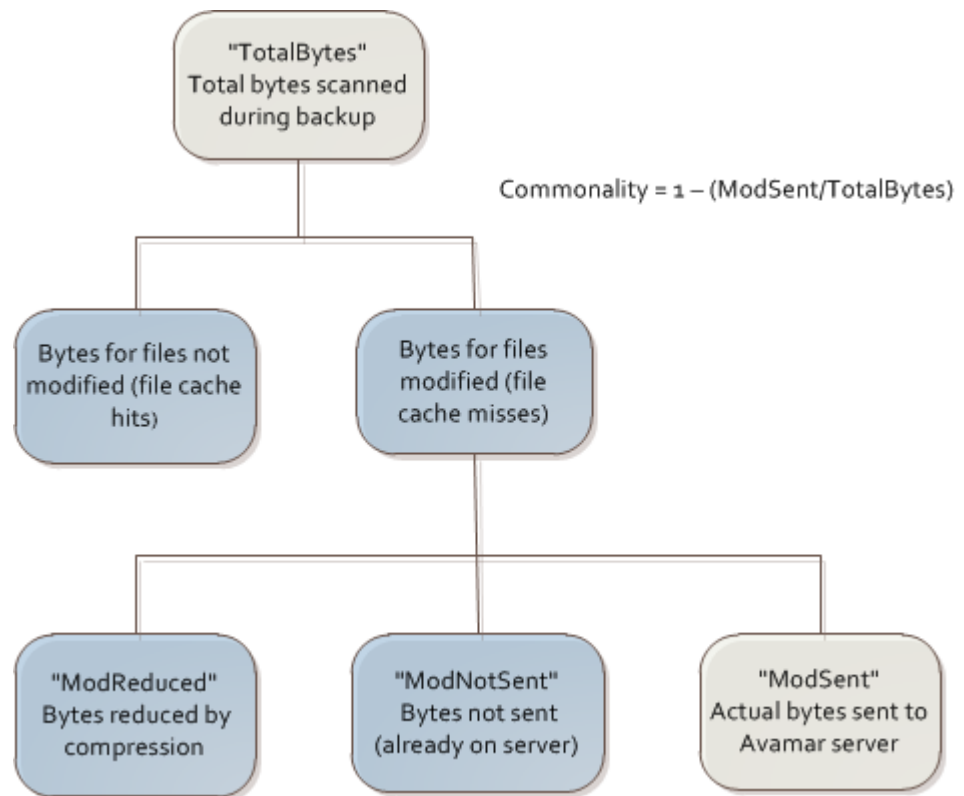 "TotalBytes"
Total bytes scanned
during backup
Commonality = 1 – (ModSent/TotalBytes)
Bytes for files not
modified (file cache
hits)
Bytes for files
modified (file
cache misses)
"ModReduced"
Bytes reduced by
compression
"ModNotSent"
Bytes not sent
(already on server)
"ModSent"
Actual bytes sent to
Avamar server